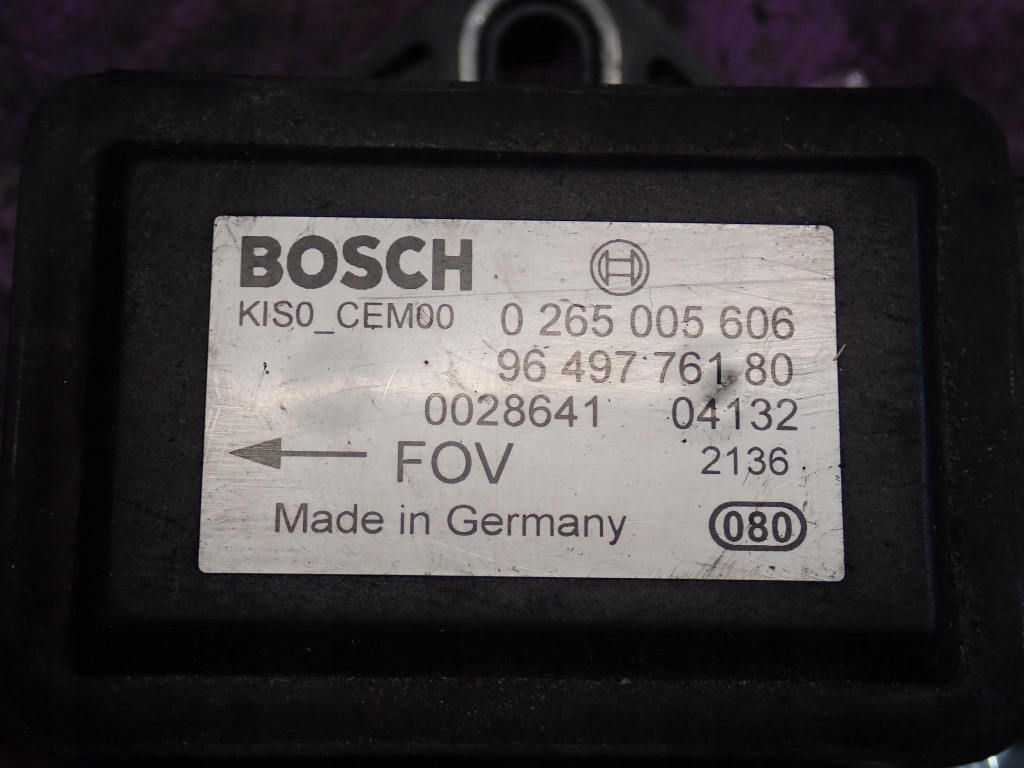 BOSCH
KIS0_CEM00 0 265 005 606
96 497 761 80
0028641 04132
FOV 2136
Made in Germany 080